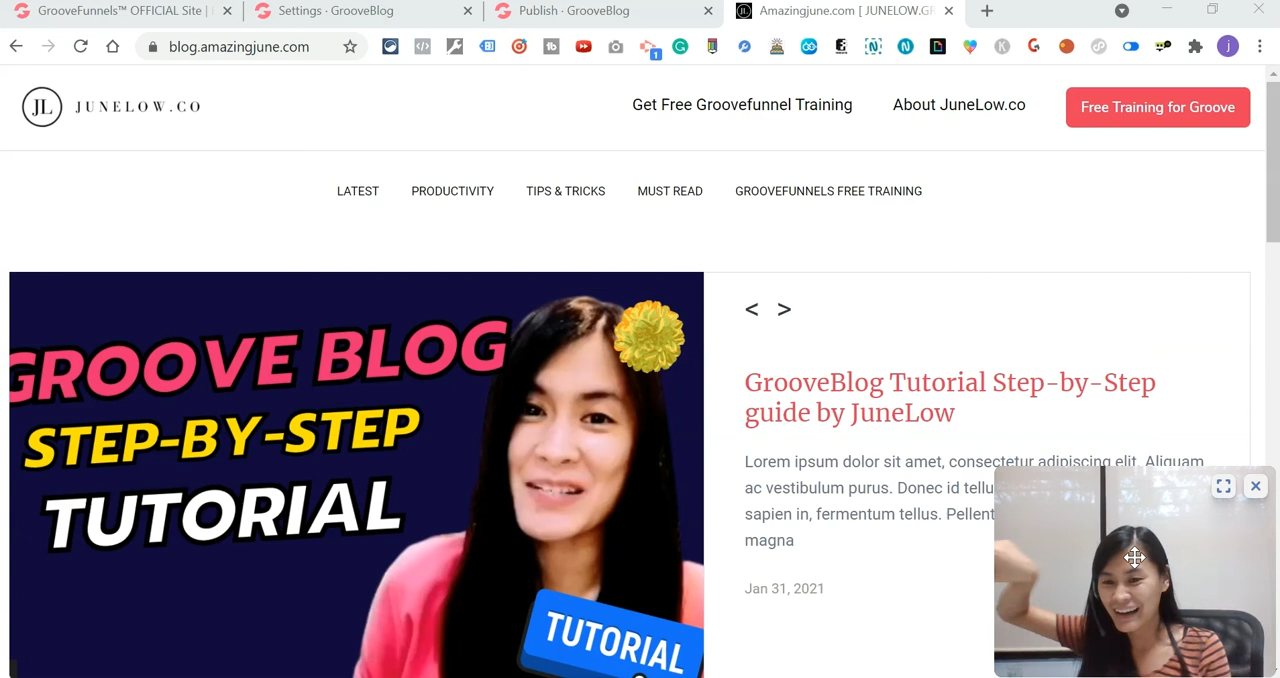 GrooveFunnels™ OFFICIAL Site |
Settings · GrooveBlog
Publish · GrooveBlog
Amazingjune.com [ JUNELOW.GR
blog.amazingjune.com
1
j
JL
JUNELOW.CO
Get Free Groovefunnel Training
About JuneLow.co
Free Training for Groove
LATEST
PRODUCTIVITY
TIPS & TRICKS
MUST READ
GROOVEFUNNELS FREE TRAINING
GROOVE BLOG
STEP-BY-STEP
TUTORIAL
TUTORIAL
< >
GrooveBlog Tutorial Step-by-Step
guide by JuneLow
Lorem ipsum dolor sit amet, consectetur adipiscing elit. Aliquam
ac vestibulum purus. Donec id tellu
sapien in, fermentum tellus. Pellent
magna
Jan 31, 2021